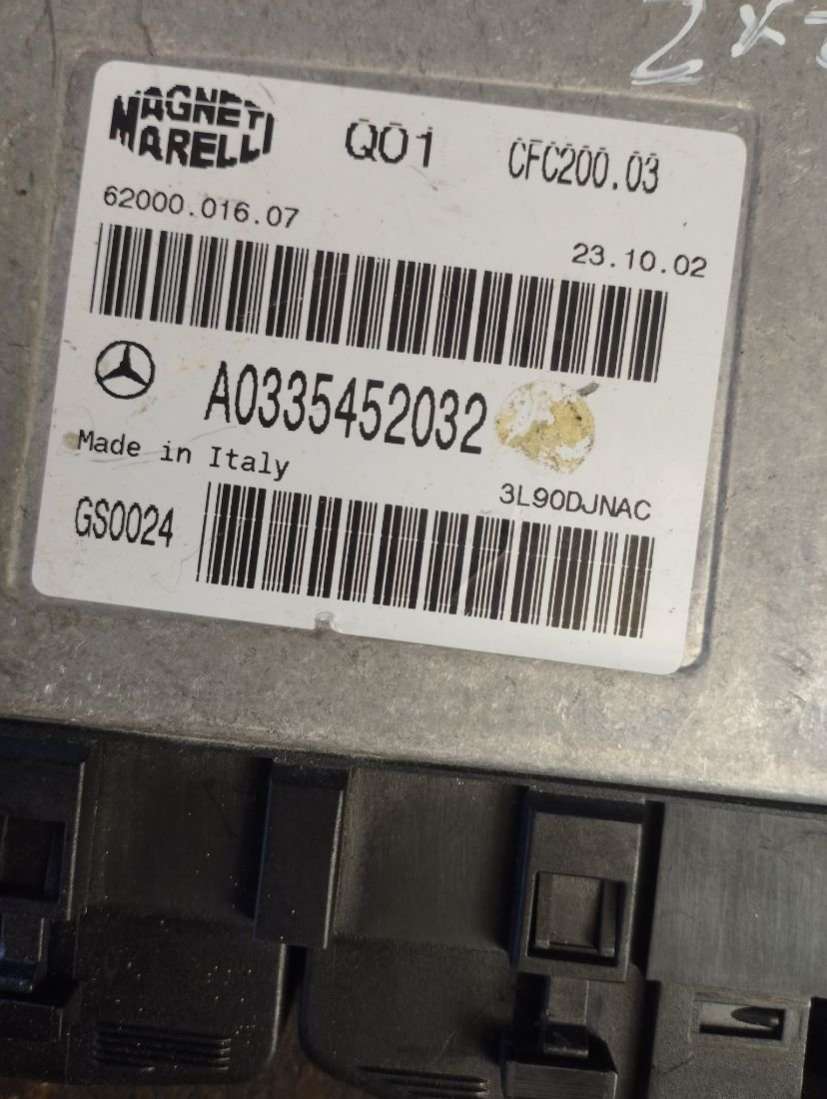 MAGNETI
MARELLI
Q01
CFC200.03
62000.016.07
23.10.02
A0335452032
Made in Italy
3L90DJNAC
GS0024